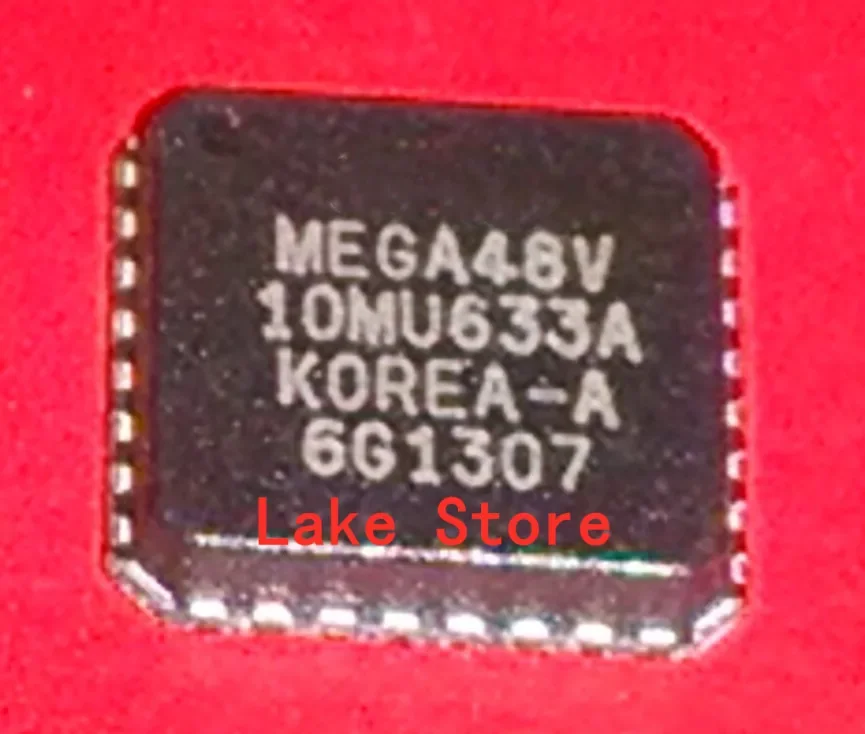 MEGA48V
10MU633A
KOREA-A
6G1307
Lake Store